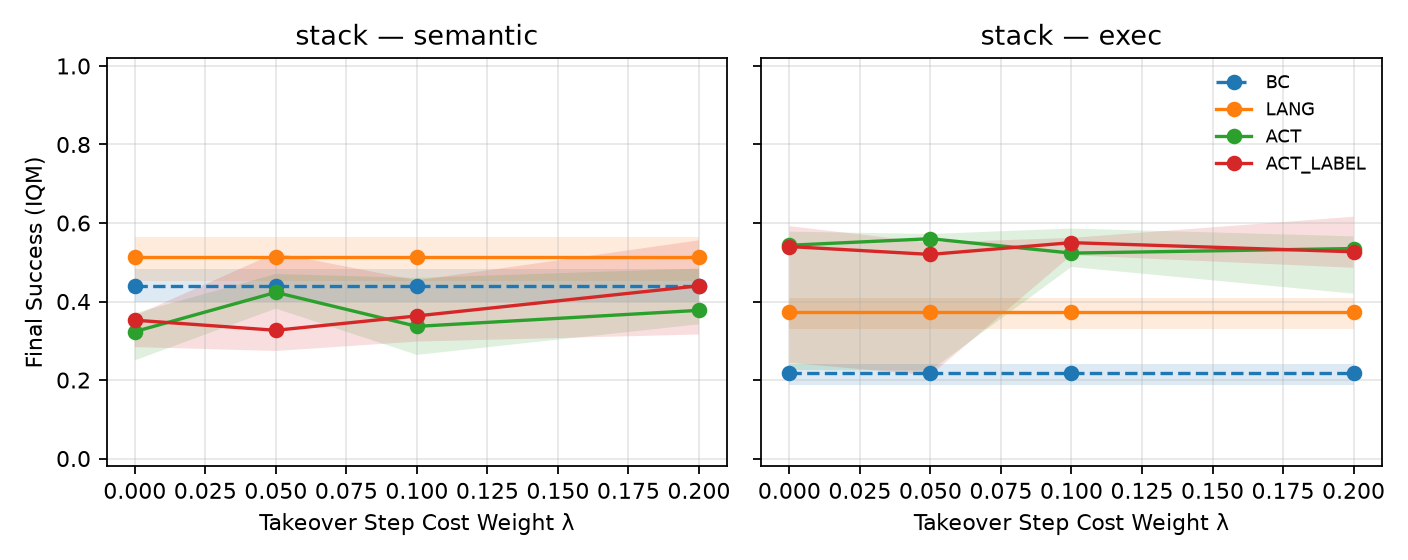 stack — semantic
stack — exec
Final Success (IQM)
1.0
0.8
0.6
0.4
0.2
0.0
BC
LANG
ACT
ACT_LABEL
0.000 0.025 0.050 0.075 0.100 0.125 0.150 0.175 0.200
0.000 0.025 0.050 0.075 0.100 0.125 0.150 0.175 0.200
Takeover Step Cost Weight λ
Takeover Step Cost Weight λ